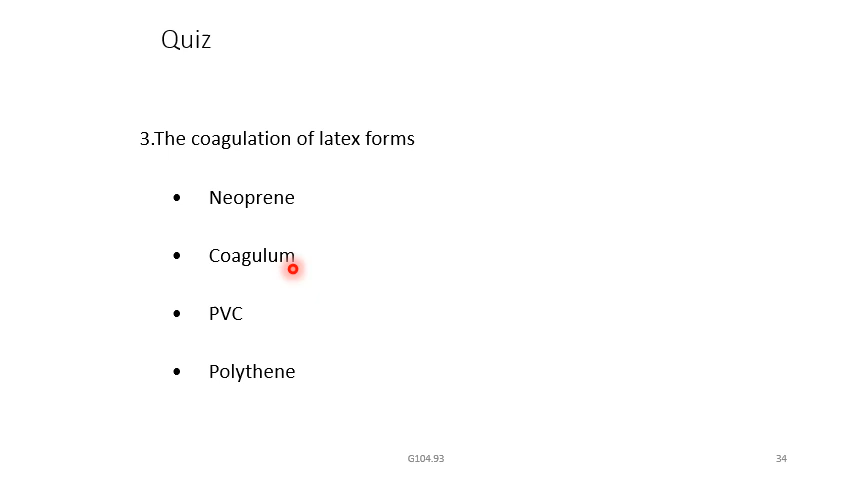 Quiz
3.The coagulation of latex forms
• Neoprene
• Coagulum
• PVC
• Polythene
G104.93
34